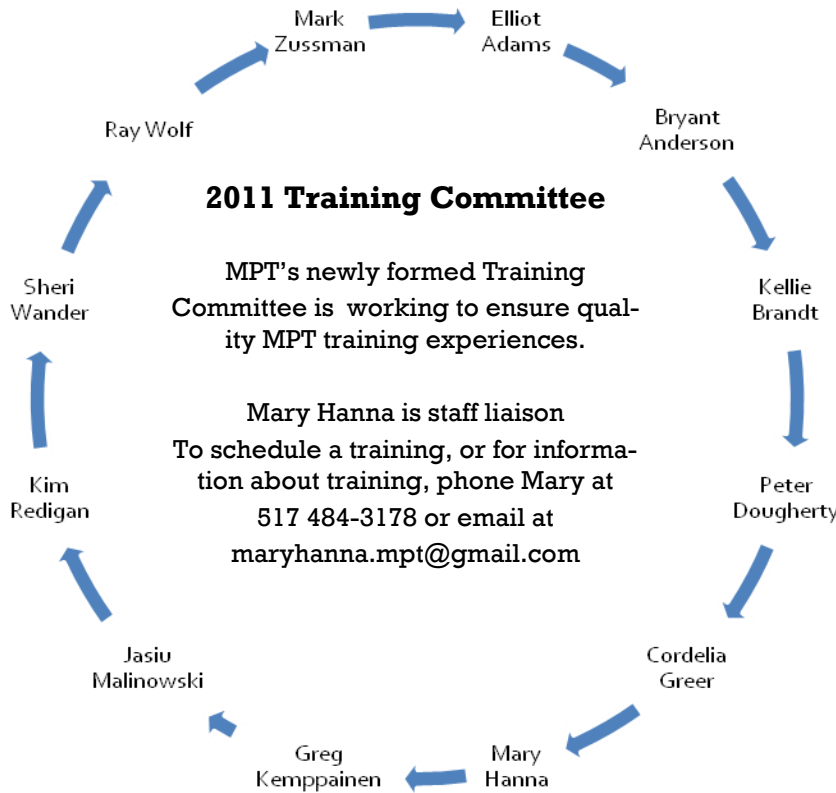 Mark
Zussman
Elliot
Adams
Bryant
Anderson
Kellie
Brandt
Peter
Dougherty
Cordelia
Greer
Mary
Hanna
Greg
Kemppainen
Jasiu
Malinowski
Kim
Redigan
Sheri
Wander
Ray Wolf
2011 Training Committee
MPT’s newly formed Training
Committee is working to ensure qual-
ity MPT training experiences.
Mary Hanna is staff liaison
To schedule a training, or for informa-
tion about training, phone Mary at
517 484-3178 or email at
maryhanna.mpt@gmail.com